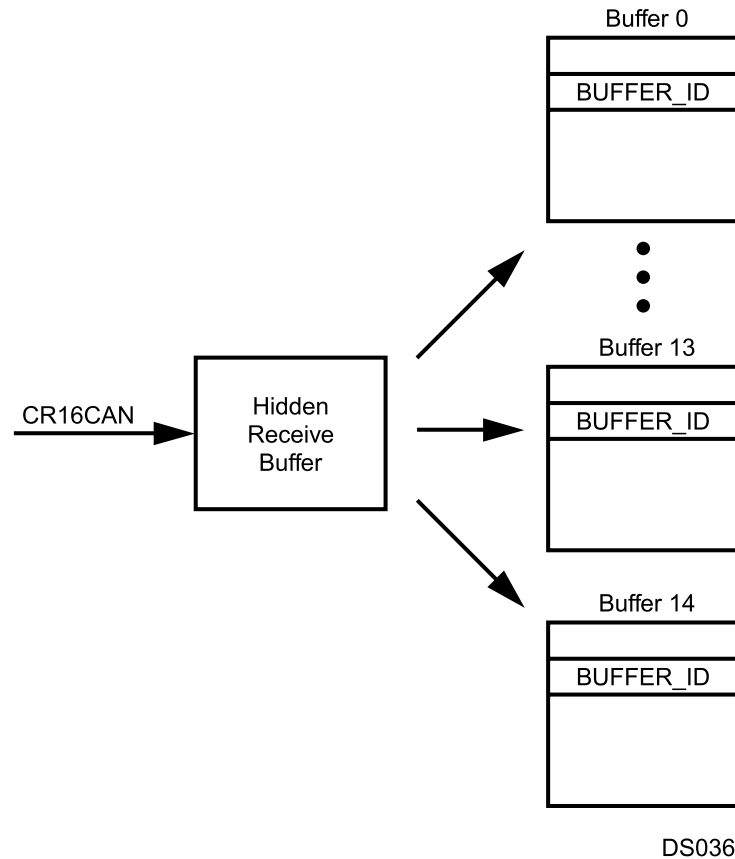 Buffer 0
BUFFER_ID
Buffer 13
CR16CAN
Hidden
Receive
Buffer
BUFFER_ID
Buffer 14
BUFFER_ID
DS036